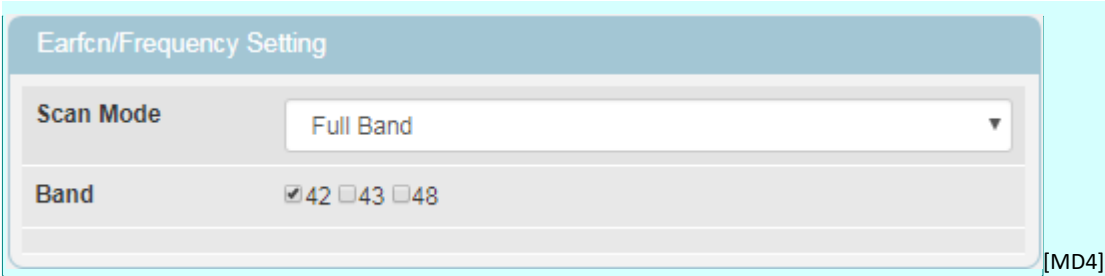 Earfcn/Frequency Setting
Scan Mode Full Band
Band 42 43 48
[MD4]